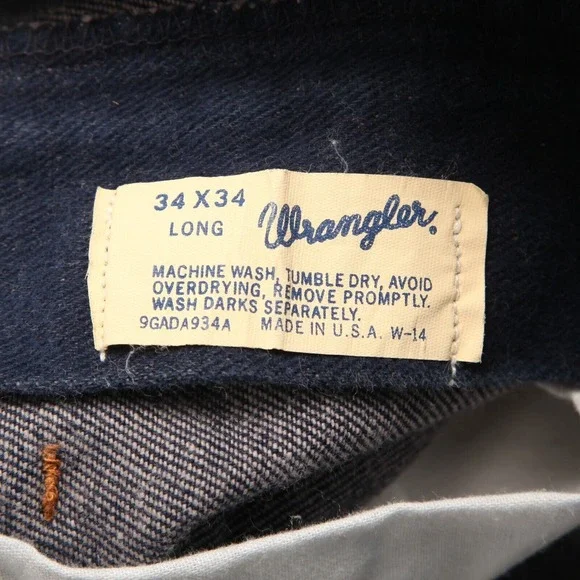 34 X 34
LONG
Wrangler.
MACHINE WASH, TUMBLE DRY, AVOID
OVERDRYING, REMOVE PROMPTLY.
WASH DARKS SEPARATELY.
9GADA934A MADE IN U.S.A. W-14